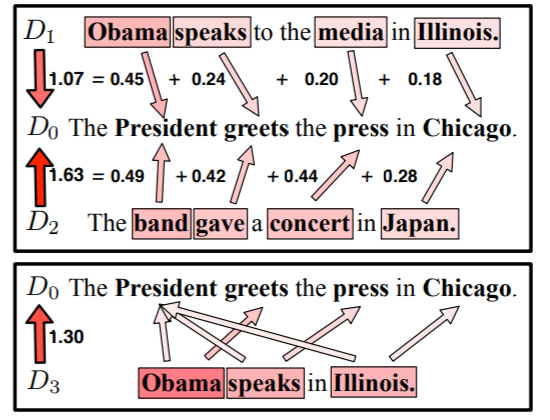 D1 Obama speaks to the media in Illinois.
1.07 = 0.45 + 0.24 + 0.20 + 0.18
D0 The President greets the press in Chicago.
1.63 = 0.49 + 0.42 + 0.44 + 0.28
D2 The band gave a concert in Japan.
D0 The President greets the press in Chicago.
1.30
D3 Obama speaks in Illinois.